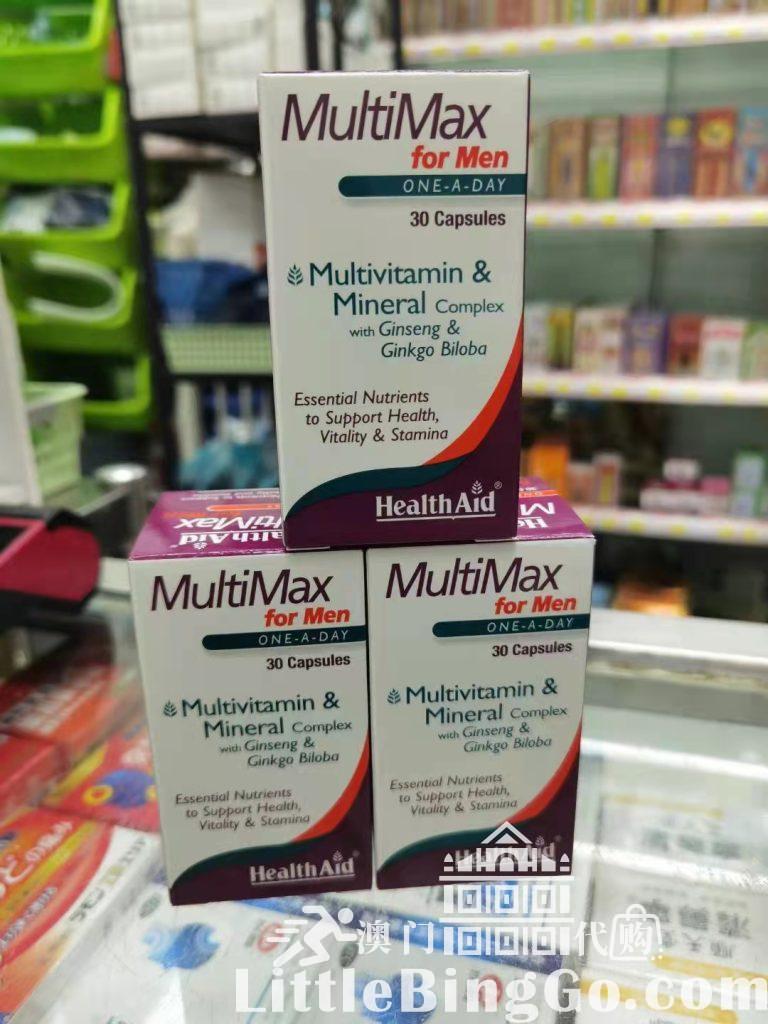 MultiMax
for Men
ONE-A-DAY
30 Capsules
Multivitamin &
Mineral Complex
with Ginseng &
Ginkgo Biloba
Essential Nutrients
to Support Health,
Vitality & Stamina
HealthAid®
MultiMax
HealthAid
MultiMax
for Men
ONE-A-DAY
30 Capsules
Multivitamin &
Mineral Complex
with Ginseng &
Ginkgo Biloba
Essential Nutrients
to Support Health,
Vitality & Stamina
HealthAid
MultiMax
for Men
ONE-A-DAY
30 Capsules
Multivitamin &
Mineral Complex
with Ginseng &
Ginkgo Biloba
Essential Nutrients
to Support Health,
Vitality & Stamina
HealthAid
澳门代购
LittleBingGo.com